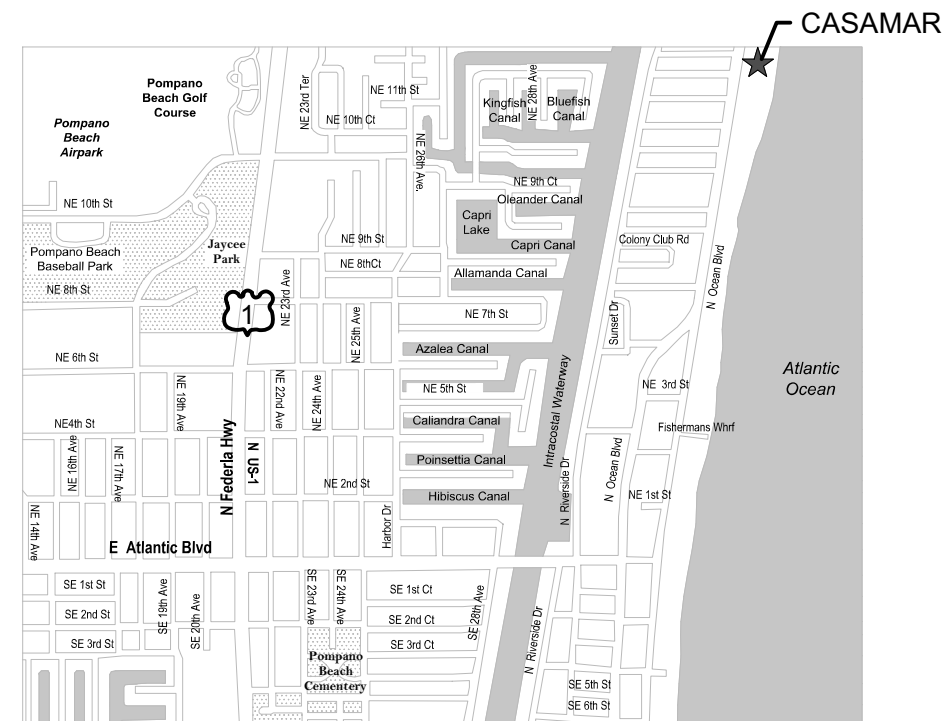 CASAMAR
Pompano
Beach Golf
Course
Pompano
Beach
Airpark
NE 23rd Ter
NE 11th St
NE 10th Ct
NE 26th Ave.
Kingfish
Canal
NE 28th Ave
Bluefish
Canal
NE 9th Ct
Oleander Canal
NE 10th St
Capri
Lake
Capri Canal
Colony Club Rd
N Ocean Blvd
Pompano Beach
Baseball Park
Jaycee
Park
NE 9th St
NE 8thCt
Allamanda Canal
NE 8th St
1
NE 23rd Ave
NE 25th Ave
NE 7th St
Sunset Dr
Azalea Canal
NE 6th St
Atlantic
Ocean
NE 19th Ave
NE 22nd Ave
NE 24th Ave
NE 5th St
Intracostal Waterway
NE 3rd St
NE4th St
Caliandra Canal
Fishermans Whrf
NE 16th Ave
NE 17th Ave
N Federla Hwy
N US-1
Poinsettia Canal
N Ocean Blvd
NE 2nd St
Hibiscus Canal
N Riverside Dr
NE 1st St
NE 14th Ave
Harbor Dr
E Atlantic Blvd
SE 1st St
SE 19th Ave
SE 20th Ave
SE 23rd Ave
SE 24th Ave
SE 1st Ct
SE 28th Ave
SE 2nd St
SE 2nd Ct
N Riverside Dr
SE 3rd St
SE 3rd Ct
Pompano
Beach
Cementery
SE 5th St
SE 6th St